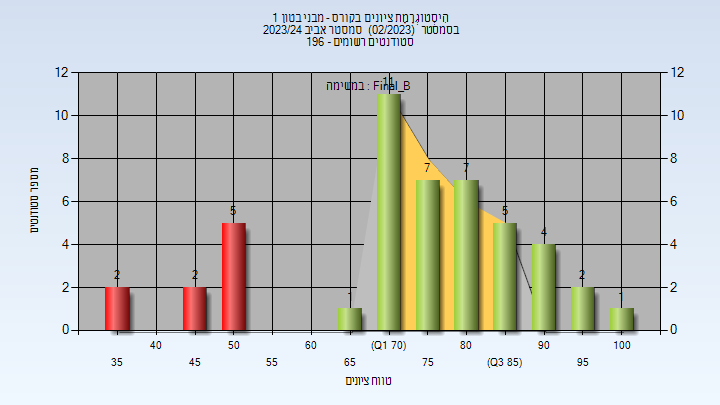 הִיסְטוֹגְרַמַת ציונים בקורס - מבני בטון 1
בסמסטר (02/2023) סמסטר אביב 2023/24
סטודנטים רשומים - 196
במשימה : Final_B
מספר סטודנטים
12 10 8 6 4 2 0
12 10 8 6 4 2 0
2 2 5 1 11 7 7 5 4 2 1
40 50 60 (Q1 70) 80 90 100
35 45 55 65 75 (Q3 85) 95
טווח ציונים